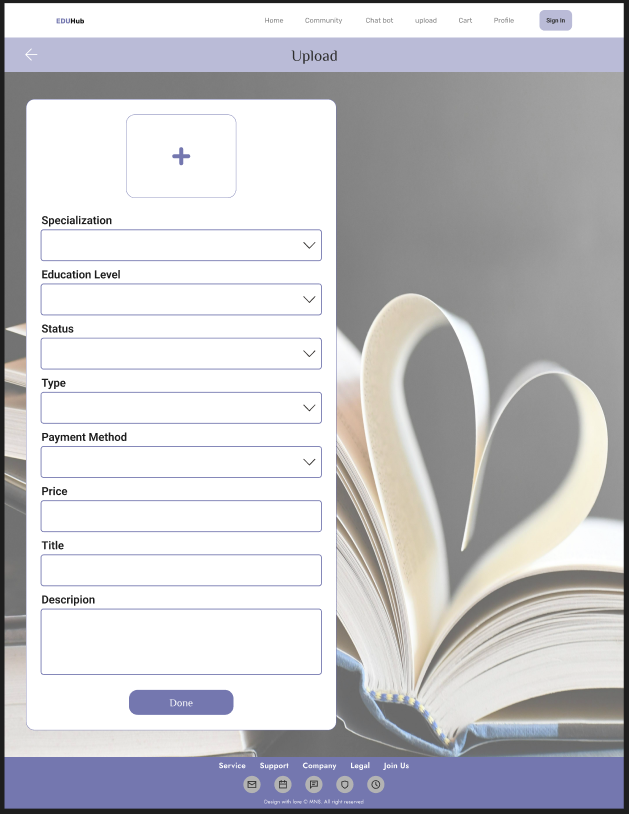 EDUHub Home Community Chat bot upload Cart Profile Sign In
Upload
Specialization
Education Level
Status
Type
Payment Method
Price
Title
Descripion
Done
Service Support Company Legal Join Us
Design with love © MNS. All right reserved